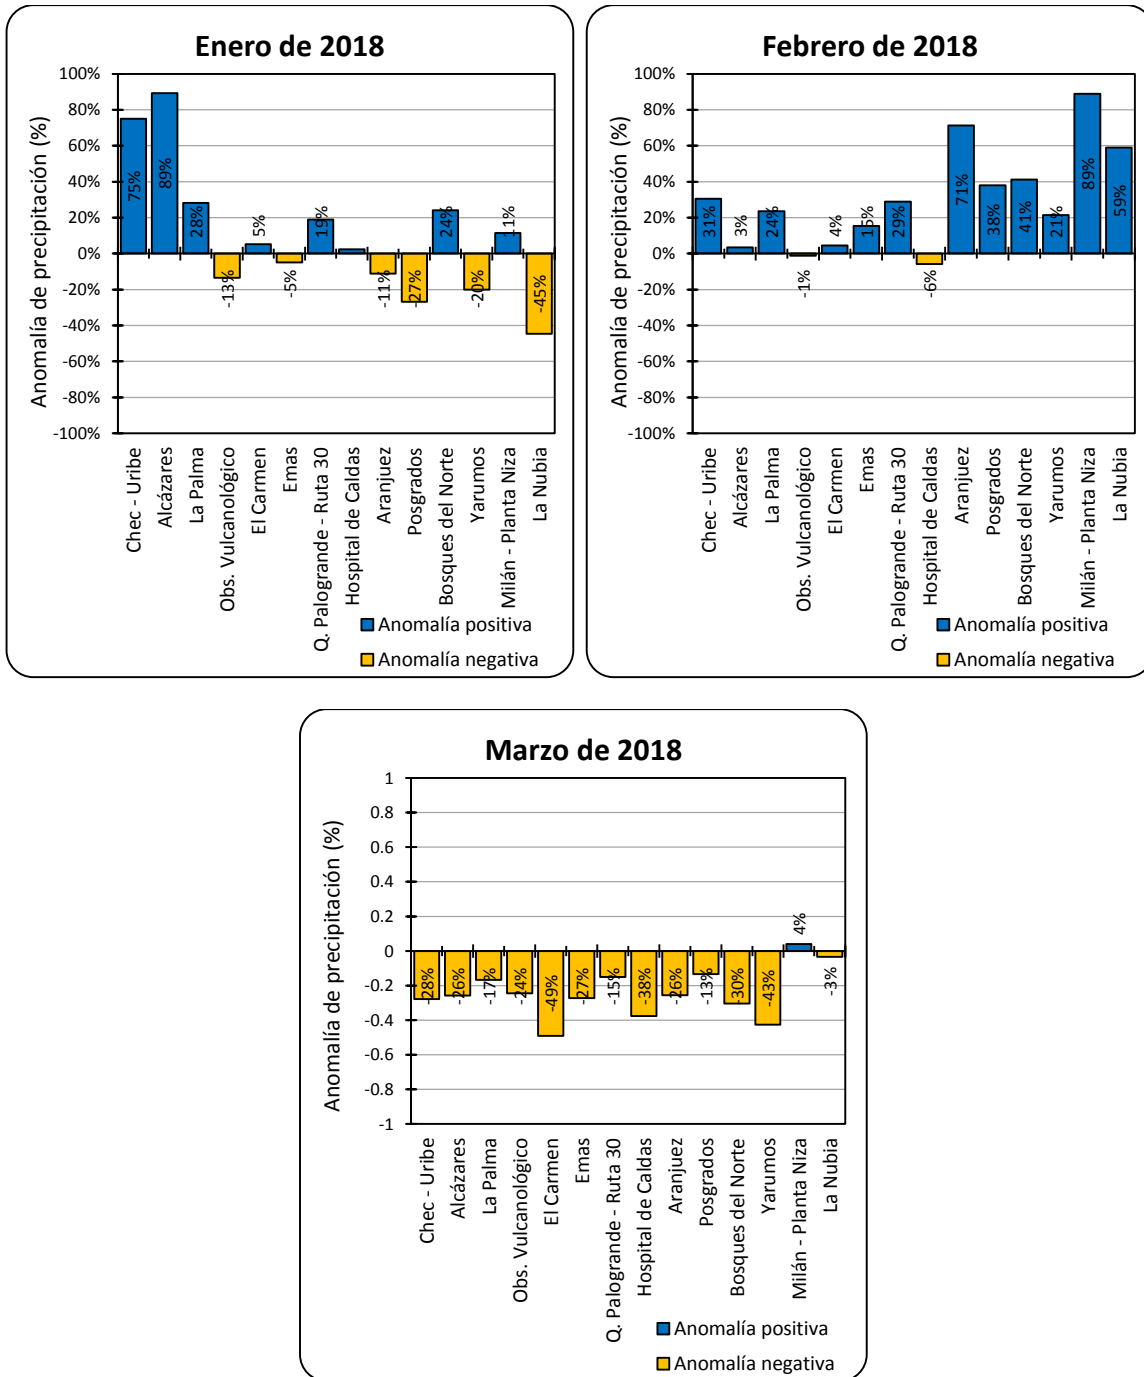 Enero de 2018
Anomalía de precipitación (%)
100%
80%
60%
40%
20%
0%
-20%
-40%
-60%
-80%
-100%
75%
89%
28%
-13%
5%
-5%
19%
-11%
-27%
24%
-20%
11%
-45%
Chec - Uribe
Alcázares
La Palma
Obs. Vulcanológico
El Carmen
Emas
Q. Palogrande - Ruta 30
Hospital de Caldas
Aranjuez
Posgrados
Bosques del Norte
Yarumos
Milán - Planta Niza
La Nubia
Anomalía positiva
Anomalía negativa
Febrero de 2018
Anomalía de precipitación (%)
100%
80%
60%
40%
20%
0%
-20%
-40%
-60%
-80%
-100%
31%
3%
24%
-1%
4%
15%
29%
-6%
71%
38%
41%
21%
89%
59%
Chec - Uribe
Alcázares
La Palma
Obs. Vulcanológico
El Carmen
Emas
Q. Palogrande - Ruta 30
Hospital de Caldas
Aranjuez
Posgrados
Bosques del Norte
Yarumos
Milán - Planta Niza
La Nubia
Anomalía positiva
Anomalía negativa
Marzo de 2018
Anomalía de precipitación (%)
1
0.8
0.6
0.4
0.2
0
-0.2
-0.4
-0.6
-0.8
-1
-28%
-26%
-17%
-24%
-49%
-27%
-15%
-38%
-26%
-13%
-30%
-43%
4%
-3%
Chec - Uribe
Alcázares
La Palma
Obs. Vulcanológico
El Carmen
Emas
Q. Palogrande - Ruta 30
Hospital de Caldas
Aranjuez
Posgrados
Bosques del Norte
Yarumos
Milán - Planta Niza
La Nubia
Anomalía positiva
Anomalía negativa